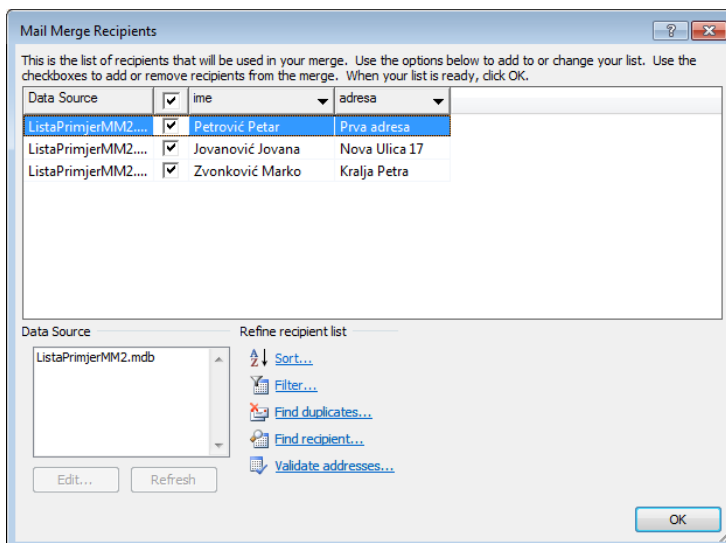 Mail Merge Recipients
This is the list of recipients that will be used in your merge. Use the options below to add to or change your list. Use the
checkboxes to add or remove recipients from the merge. When your list is ready, click OK.
Data Source ime adresa
ListaPrimjerMM2.... Petrović Petar Prva adresa
ListaPrimjerMM2.... Jovanović Jovana Nova Ulica 17
ListaPrimjerMM2.... Zvonković Marko Kralja Petra
Data Source
ListaPrimjerMM2.mdb
Edit... Refresh
Refine recipient list
Sort...
Filter...
Find duplicates...
Find recipient...
Validate addresses...
OK